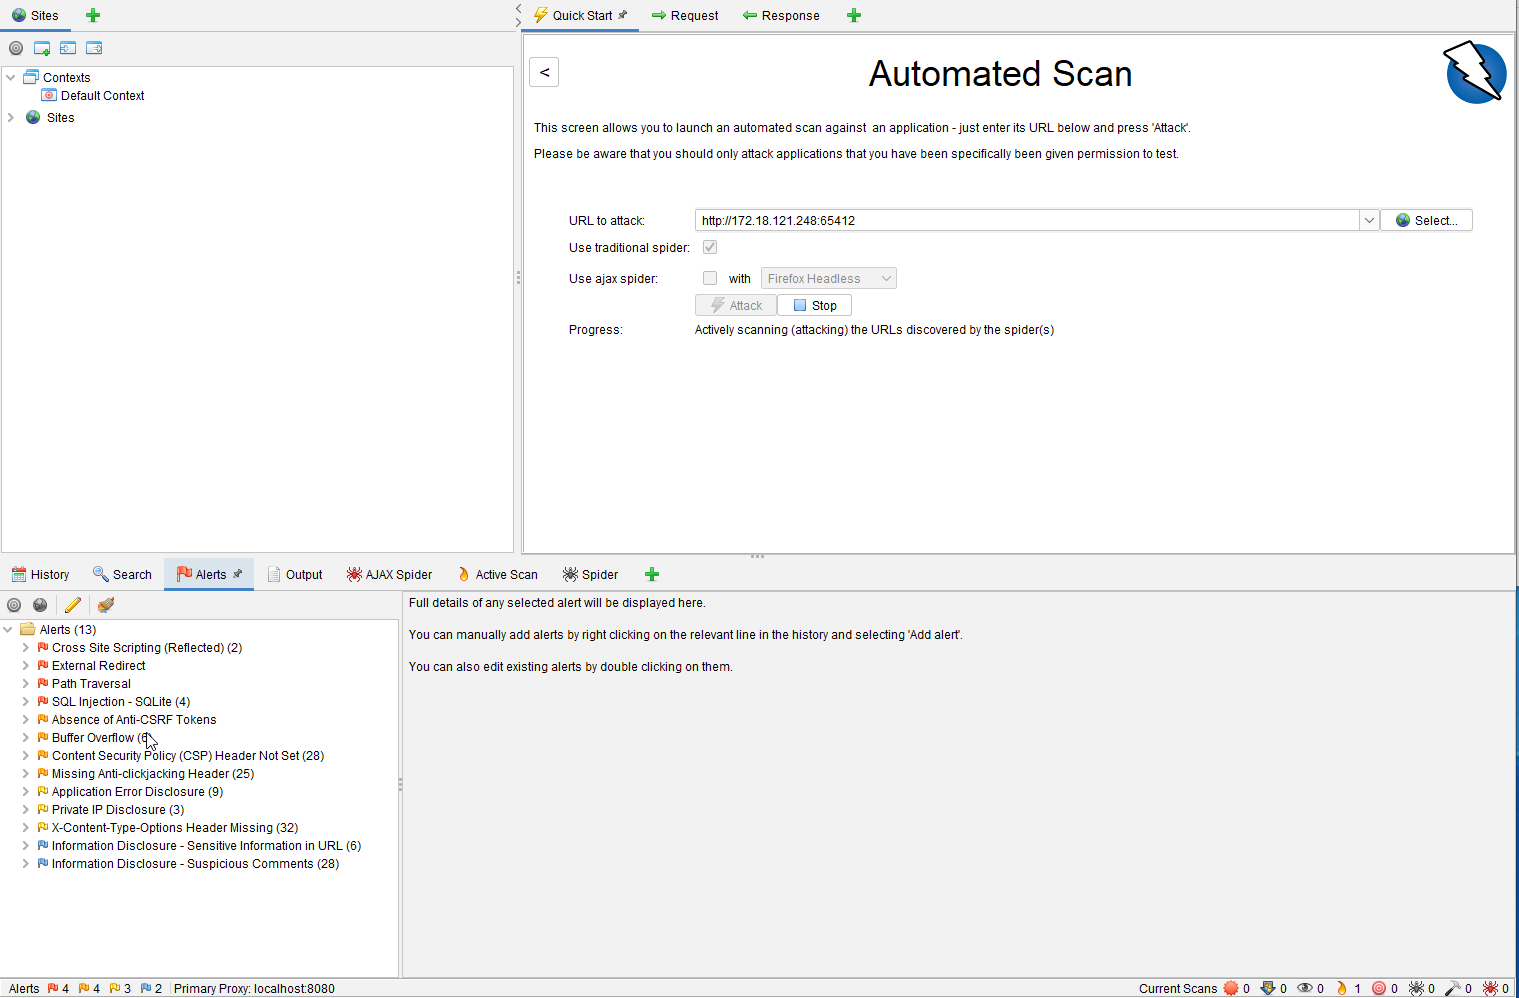 Sites
Quick Start
Request
Response
Contexts
Default Context
Sites
<
Automated Scan
This screen allows you to launch an automated scan against  an application - just enter its URL below and press 'Attack'.
Please be aware that you should only attack applications that you have been specifically been given permission to test.
URL to attack:
http://172.18.121.248:65412
Select...
Use traditional spider:
Use ajax spider:
with
Firefox Headless
Attack
Stop
Progress:
Actively scanning (attacking) the URLs discovered by the spider(s)
History
Search
Alerts
Output
AJAX Spider
Active Scan
Spider
Alerts (13)
Cross Site Scripting (Reflected) (2)
External Redirect
Path Traversal
SQL Injection - SQLite (4)
Absence of Anti-CSRF Tokens
Buffer Overflow
Content Security Policy (CSP) Header Not Set (28)
Missing Anti-clickjacking Header (25)
Application Error Disclosure (9)
Private IP Disclosure (3)
X-Content-Type-Options Header Missing (32)
Information Disclosure - Sensitive Information in URL (6)
Information Disclosure - Suspicious Comments (28)
Full details of any selected alert will be displayed here.
You can manually add alerts by right clicking on the relevant line in the history and selecting 'Add alert'.
You can also edit existing alerts by double clicking on them.
Alerts 4 4 3 2 Primary Proxy: localhost:8080
Current Scans 0 0 0 1 0 0 0 0